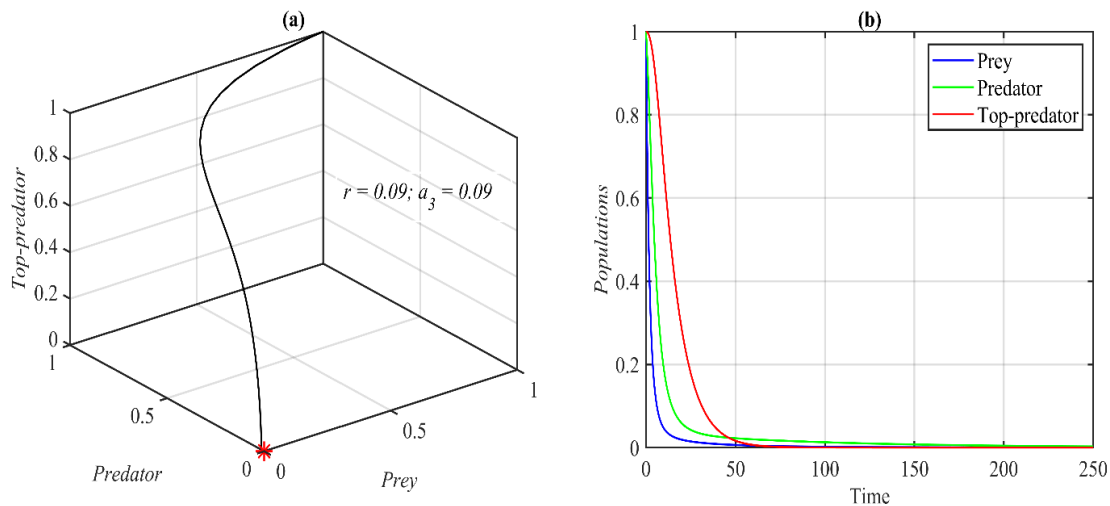 (a)
1
0.8
0.6
0.4
0.2
0
Top-predator
r = 0.09; a3 = 0.09
1
0.5
0
Predator
0
0.5
1
Prey
(b)
1
0.8
0.6
0.4
0.2
0
Populations
Prey
Predator
Top-predator
0 50 100 150 200 250
Time